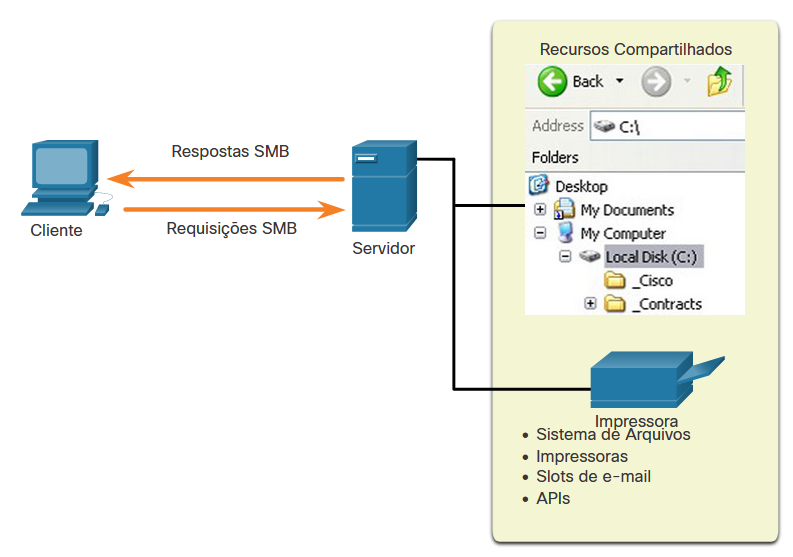 Recursos Compartilhados
Back
Address C:\
Folders
Desktop
My Documents
My Computer
Local Disk (C:)
_Cisco
_Contracts
Respostas SMB
Requisições SMB
Cliente
Servidor
Impressora
• Sistema de Arquivos
• Impressoras
• Slots de e-mail
• APIs